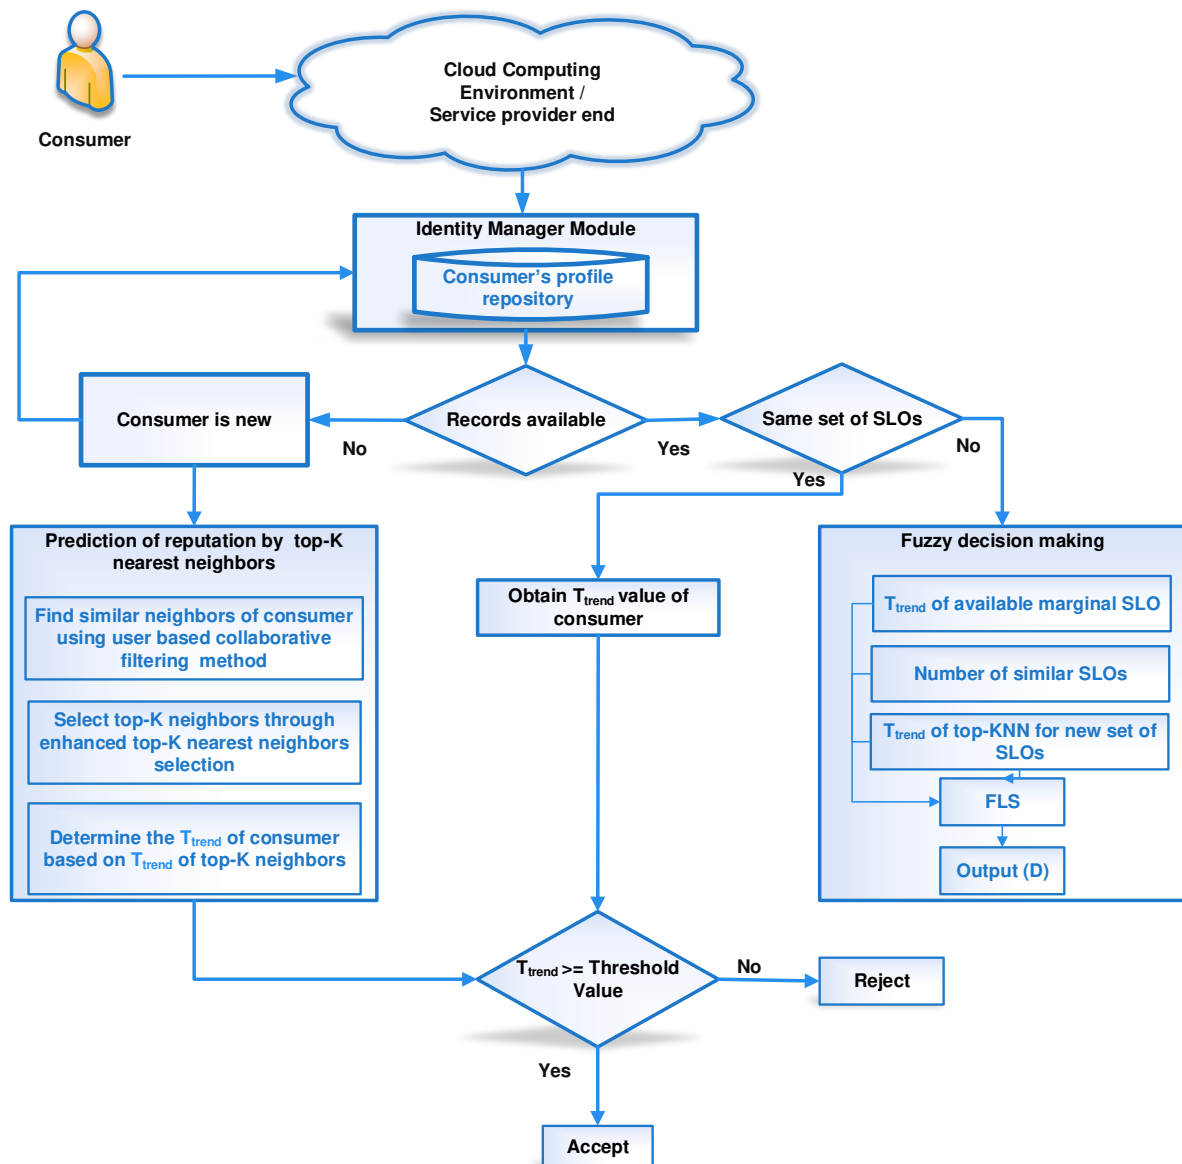 Cloud Computing
Environment /
Service provider end
Consumer
Identity Manager Module
Consumer's profile
repository
Consumer is new
Records available
Same set of SLOs
No
Yes
No
Yes
Prediction of reputation by top-K
nearest neighbors
Find similar neighbors of consumer
using user based collaborative
filtering method
Select top-K neighbors through
enhanced top-K nearest neighbors
selection
Determine the Ttrend of consumer
based on Ttrend of top-K neighbors
Obtain Ttrend value of
consumer
Fuzzy decision making
Ttrend of available marginal SLO
Number of similar SLOs
Ttrend of top-KNN for new set of
SLOs
FLS
Output (D)
Ttrend >= Threshold
Value
No
Reject
Yes
Accept